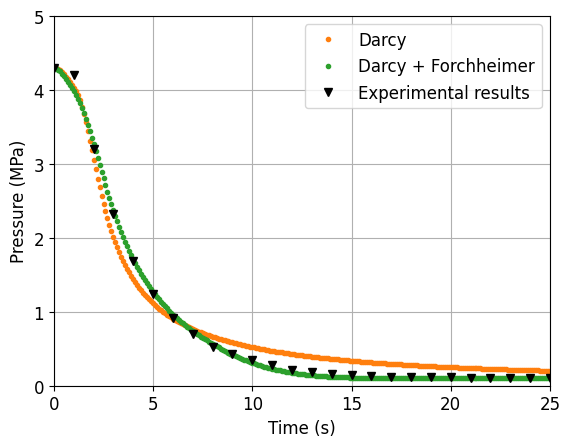 Darcy
Darcy + Forchheimer
Experimental results
Pressure (MPa)
5
4
3
2
1
0
0 5 10 15 20 25
Time (s)